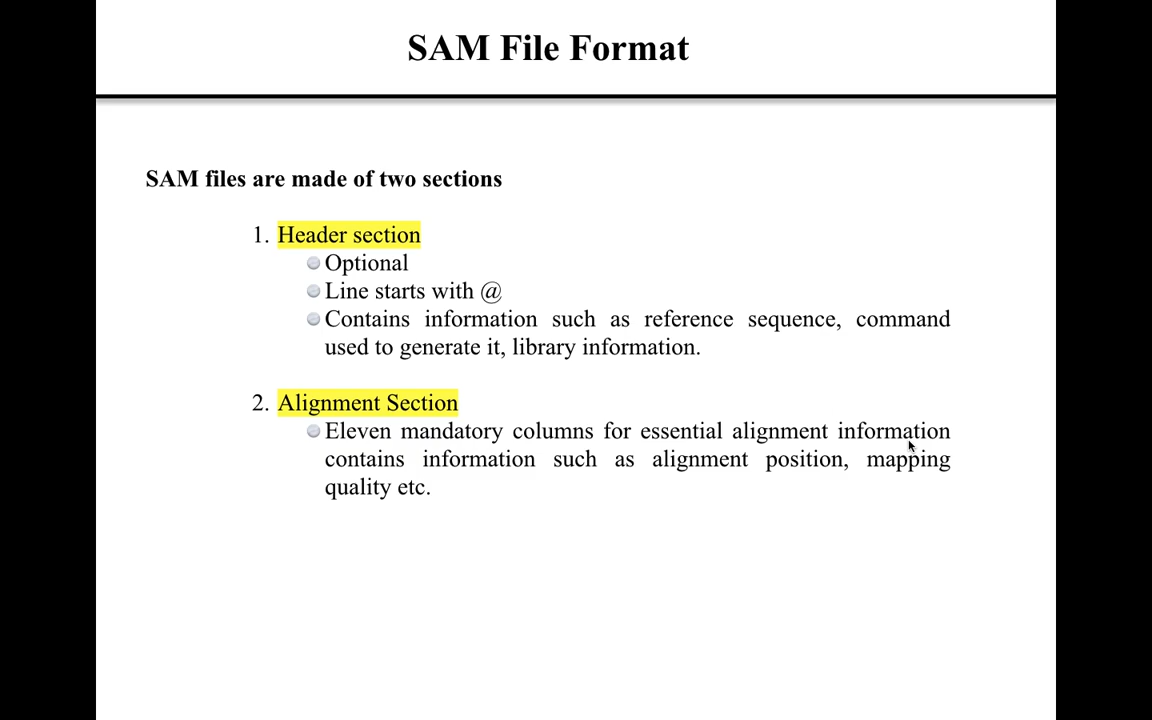 SAM File Format
SAM files are made of two sections
1. Header section
Optional
Line starts with @
Contains information such as reference sequence, command
used to generate it, library information.
2. Alignment Section
Eleven mandatory columns for essential alignment information
contains information such as alignment position, mapping
quality etc.